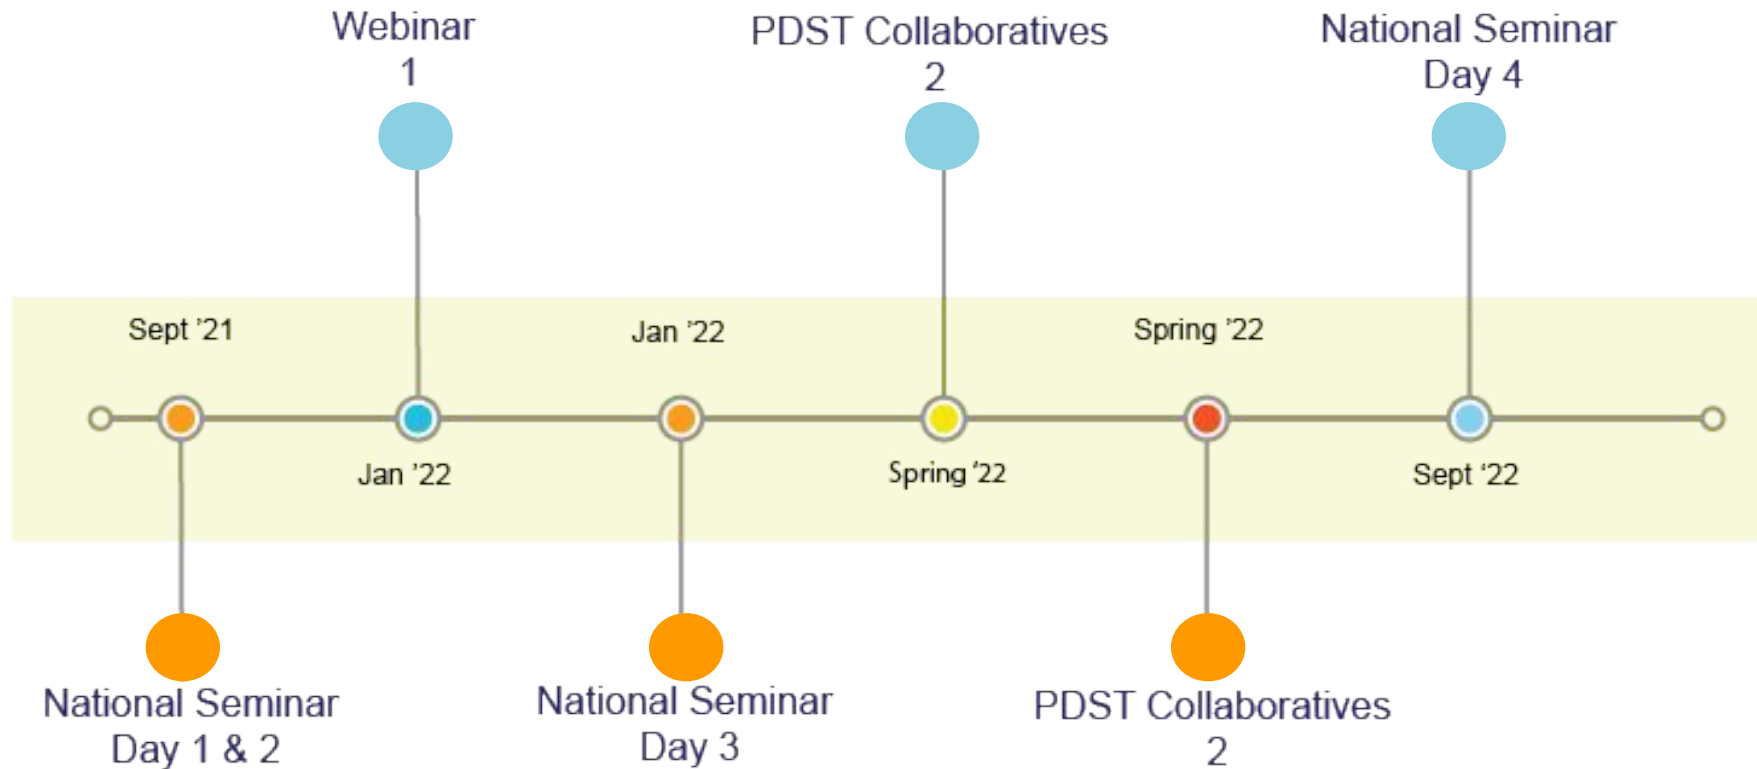 Webinar
1
PDST Collaboratives
2
National Seminar
Day 4
Sept ’21
Jan ’22
Spring ’22
Jan ’22
Spring ‘22
Sept ‘22
National Seminar
Day 1 & 2
National Seminar
Day 3
PDST Collaboratives
2